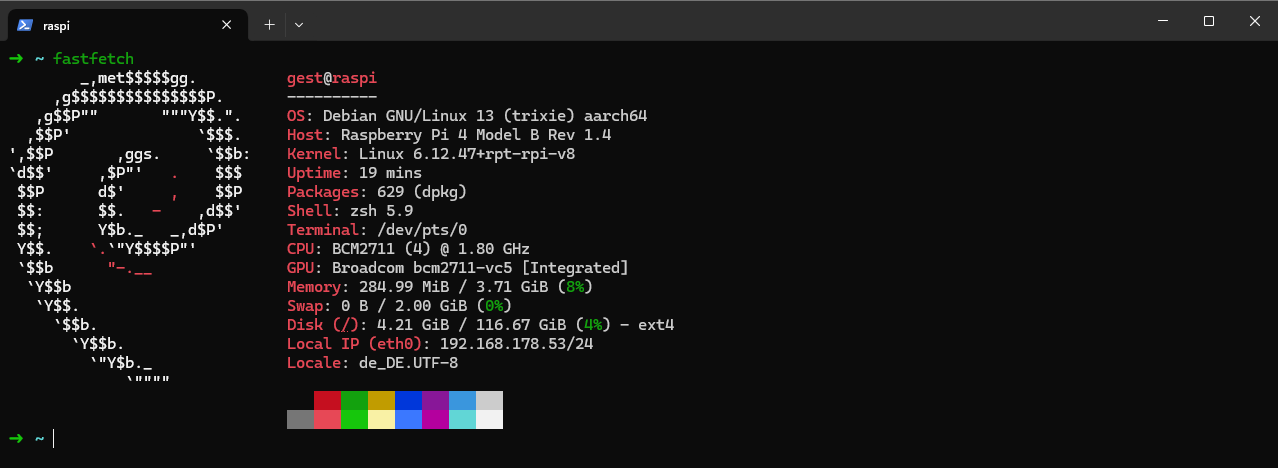 raspi
➜ ~ fastfetch
_,met$$$$$gg.
,g$$$$$$$$$$$$$$$P.
,g$$P"" """Y$$.".
,$$P' `$$$.
',$$P ,ggs. `$$b:
`d$$' ,$P"' . $$$
$$P d$' , $$P
$$: $$. - ,d$$'
$$; Y$b._ _,d$P'
Y$$. `.`"Y$$$$P"'
`$$b "-.__
`Y$$b
`Y$$.
`$$b.
`Y$$b.
`"Y$b._
`""""
gest@raspi
----------
OS: Debian GNU/Linux 13 (trixie) aarch64
Host: Raspberry Pi 4 Model B Rev 1.4
Kernel: Linux 6.12.47+rpt-rpi-v8
Uptime: 19 mins
Packages: 629 (dpkg)
Shell: zsh 5.9
Terminal: /dev/pts/0
CPU: BCM2711 (4) @ 1.80 GHz
GPU: Broadcom bcm2711-vc5 [Integrated]
Memory: 284.99 MiB / 3.71 GiB (8%)
Swap: 0 B / 2.00 GiB (0%)
Disk (/): 4.21 GiB / 116.67 GiB (4%) - ext4
Local IP (eth0): 192.168.178.53/24
Locale: de_DE.UTF-8
➜ ~